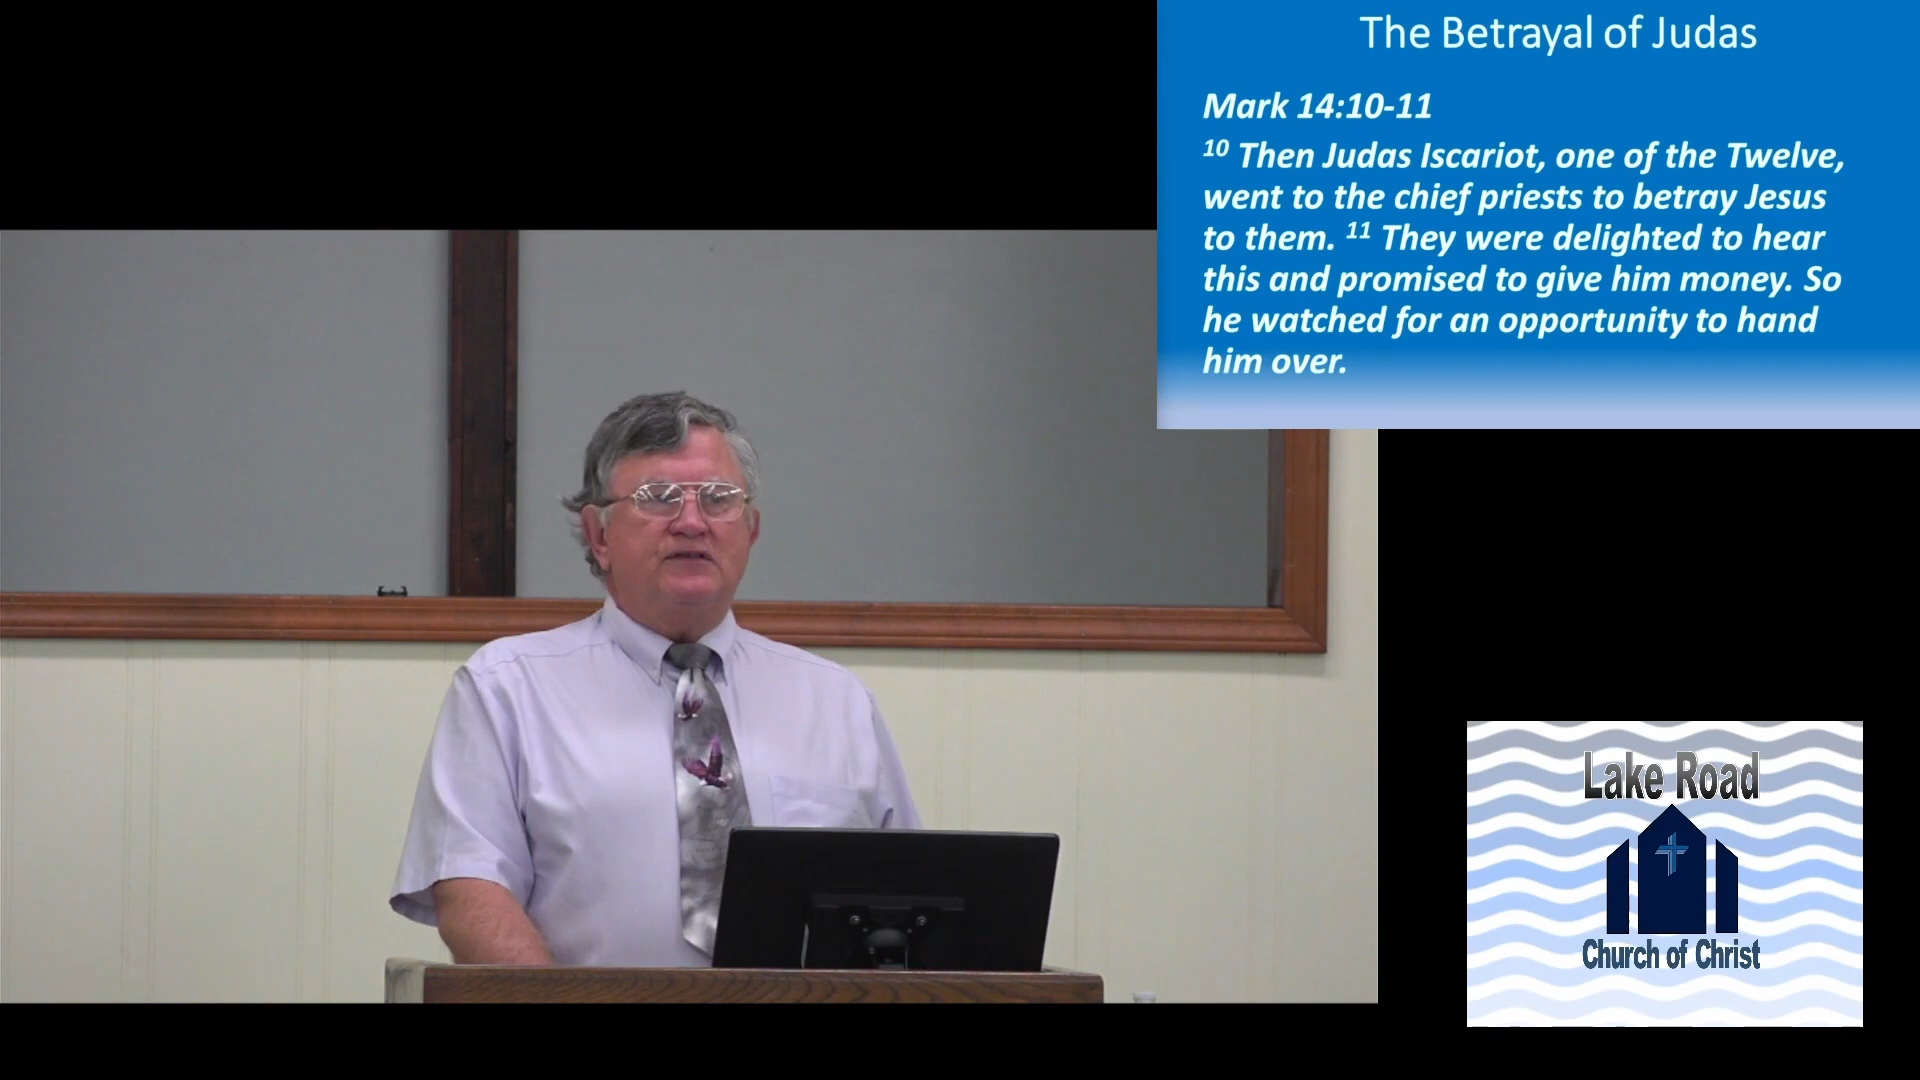 The Betrayal of Judas
Mark 14:10-11
10 Then Judas Iscariot, one of the Twelve,
went to the chief priests to betray Jesus
to them. 11 They were delighted to hear
this and promised to give him money. So
he watched for an opportunity to hand
him over.
Lake Road
Church of Christ